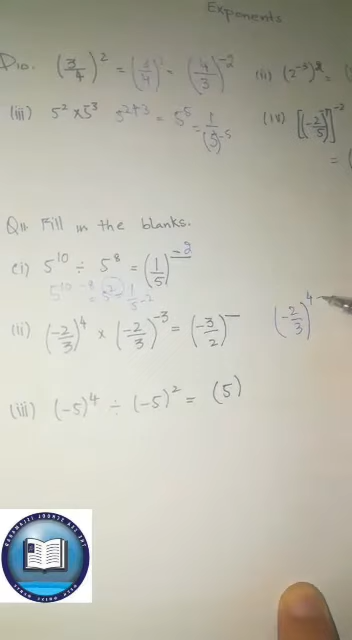 Exponents
Q10. (3/4)^2 = (3/4)^2 = (4/3)^-2 (ii) (2^-3)^2 =
(iii) 5^2 × 5^3 5^2+3 = 5^5 = 1/(5)^-5 (iv) [(-2/5)]^-2
= (
Q11 Fill in the blanks.
(i) 5^10 ÷ 5^8 = (1/5)^-2
5^10-8 = 5^2 = 1/5^-2
(ii) (-2/3)^4 × (-2/3)^-3 = (-3/2)^— (-2/3)^4-
(iii) (-5)^4 ÷ (-5)^2 = (5)